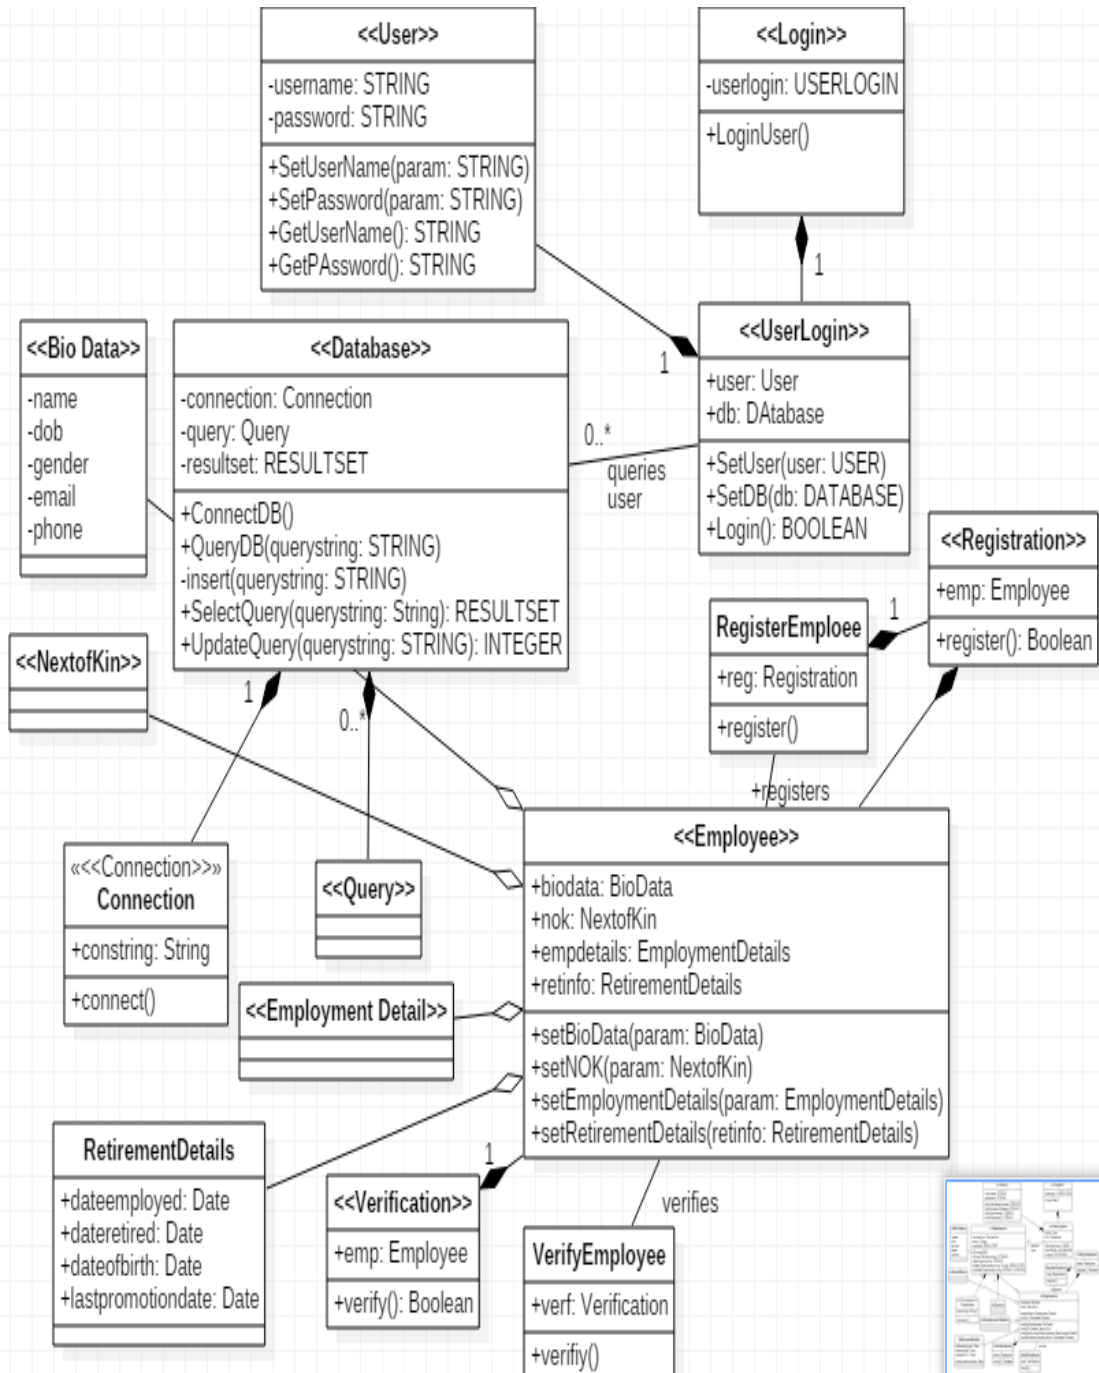 <<User>>
-username: STRING
-password: STRING
+SetUserName(param: STRING)
+SetPassword(param: STRING)
+GetUserName(): STRING
+GetPAssword(): STRING
<<Login>>
-userlogin: USERLOGIN
+LoginUser()
1
1
<<UserLogin>>
+user: User
+db: DAtabase
+SetUser(user: USER)
+SetDB(db: DATABASE)
+Login(): BOOLEAN
<<Bio Data>>
-name
-dob
-gender
-email
-phone
<<Database>>
-connection: Connection
-query: Query
-resultset: RESULTSET
+ConnectDB()
+QueryDB(querystring: STRING)
-insert(querystring: STRING)
+SelectQuery(querystring: String): RESULTSET
+UpdateQuery(querystring: STRING): INTEGER
0..*
queries
user
<<Registration>>
+emp: Employee
+register(): Boolean
1
RegisterEmploee
+reg: Registration
+register()
+registers
<<NextofKin>>
1
0..*
«<<Connection>>»
Connection
+constring: String
+connect()
<<Query>>
<<Employee>>
+biodata: BioData
+nok: NextofKin
+empdetails: EmploymentDetails
+retinfo: RetirementDetails
+setBioData(param: BioData)
+setNOK(param: NextofKin)
+setEmploymentDetails(param: EmploymentDetails)
+setRetirementDetails(retinfo: RetirementDetails)
<<Employment Detail>>
RetirementDetails
+dateemployed: Date
+dateretired: Date
+dateofbirth: Date
+lastpromotiondate: Date
1
<<Verification>>
+emp: Employee
+verify(): Boolean
verifies
VerifyEmployee
+verf: Verification
+verifiy()